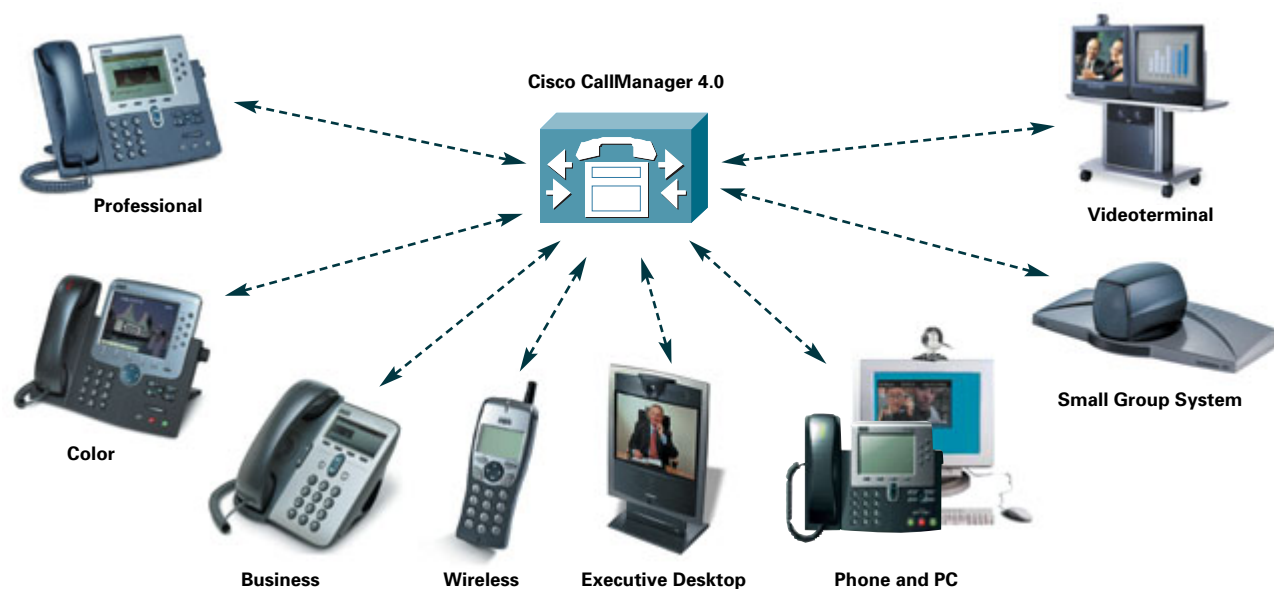 Cisco CallManager 4.0
Professional
Videoterminal
Color
Small Group System
Business
Wireless
Executive Desktop
Phone and PC